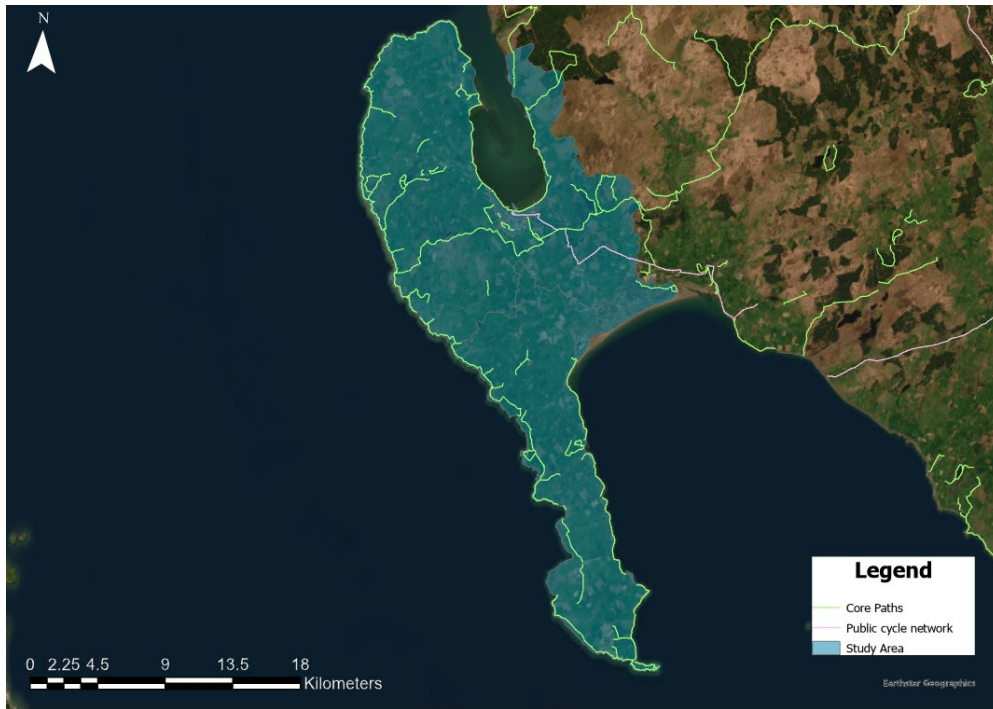 N
Legend
Core Paths
Public cycle network
Study Area
0 2.25 4.5 9 13.5 18
Kilometers
Earthstar Geographics